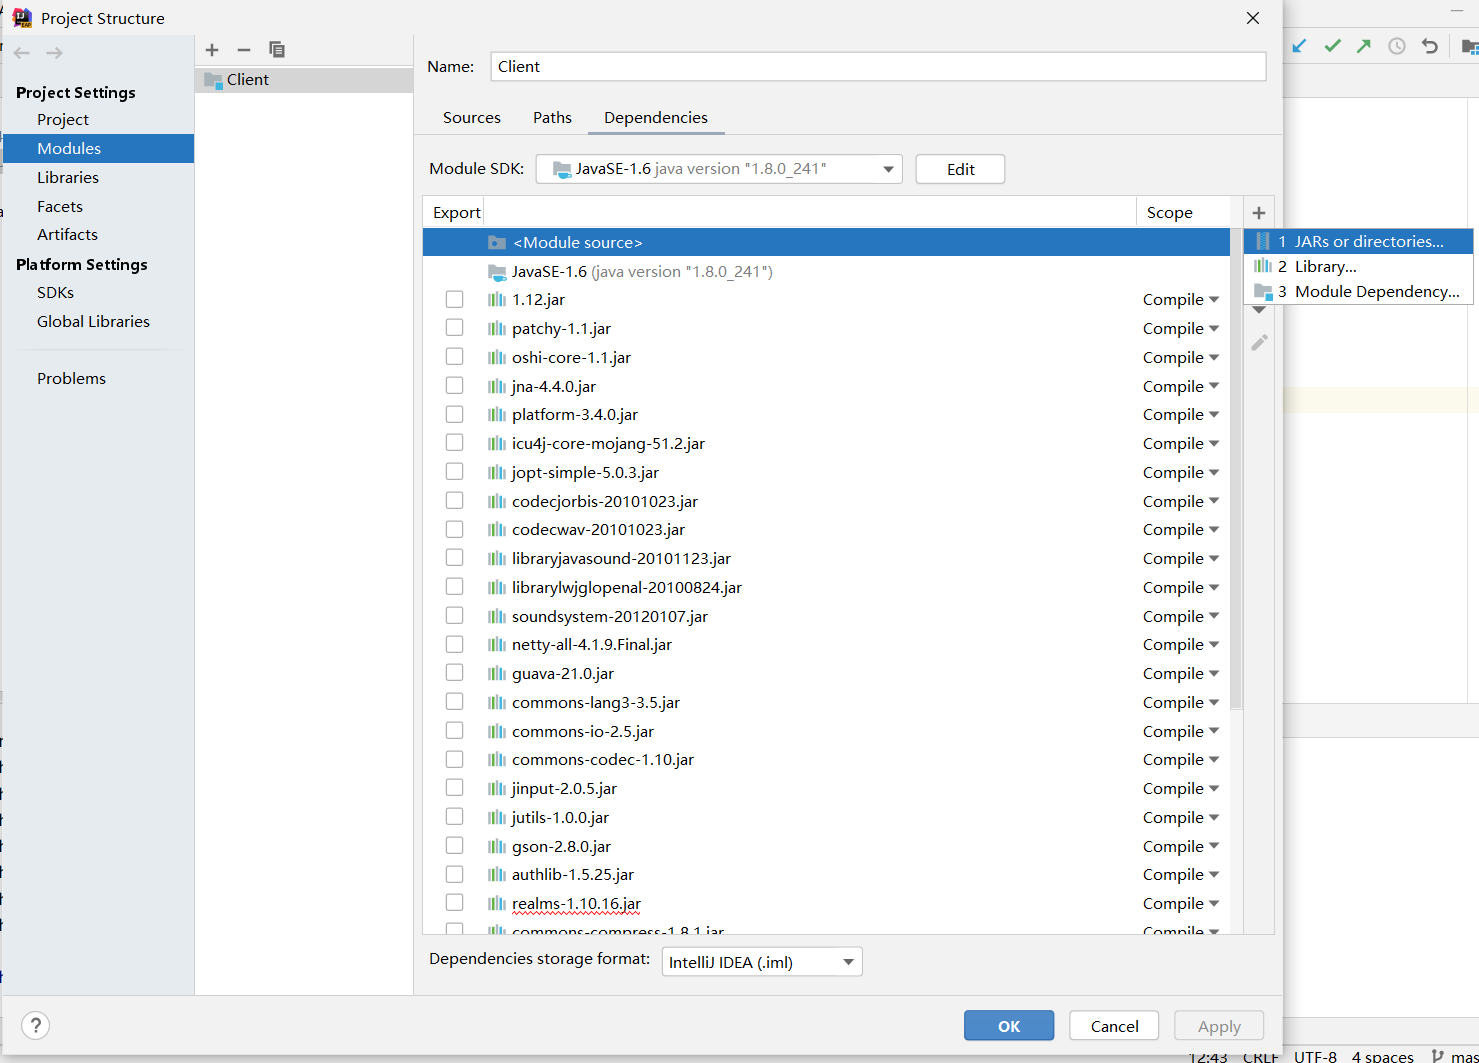 Project Structure
Project Settings
Project
Modules
Libraries
Facets
Artifacts
Platform Settings
SDKs
Global Libraries
Problems
Client
Name: Client
Sources Paths Dependencies
Module SDK: JavaSE-1.6 java version "1.8.0_241" Edit
Export Scope
<Module source>
JavaSE-1.6 (java version "1.8.0_241")
1.12.jar Compile
patchy-1.1.jar Compile
oshi-core-1.1.jar Compile
jna-4.4.0.jar Compile
platform-3.4.0.jar Compile
icu4j-core-mojang-51.2.jar Compile
jopt-simple-5.0.3.jar Compile
codecjorbis-20101023.jar Compile
codecwav-20101023.jar Compile
libraryjavasound-20101123.jar Compile
librarylwjglopenal-20100824.jar Compile
soundsystem-20120107.jar Compile
netty-all-4.1.9.Final.jar Compile
guava-21.0.jar Compile
commons-lang3-3.5.jar Compile
commons-io-2.5.jar Compile
commons-codec-1.10.jar Compile
jinput-2.0.5.jar Compile
jutils-1.0.0.jar Compile
gson-2.8.0.jar Compile
authlib-1.5.25.jar Compile
realms-1.10.16.jar Compile
commons-compress-1.8.1.jar Compile
1 JARs or directories...
2 Library...
3 Module Dependency...
Dependencies storage format: IntelliJ IDEA (.iml)
? OK Cancel Apply
12:43 CRLF UTF-8 4 spaces mas